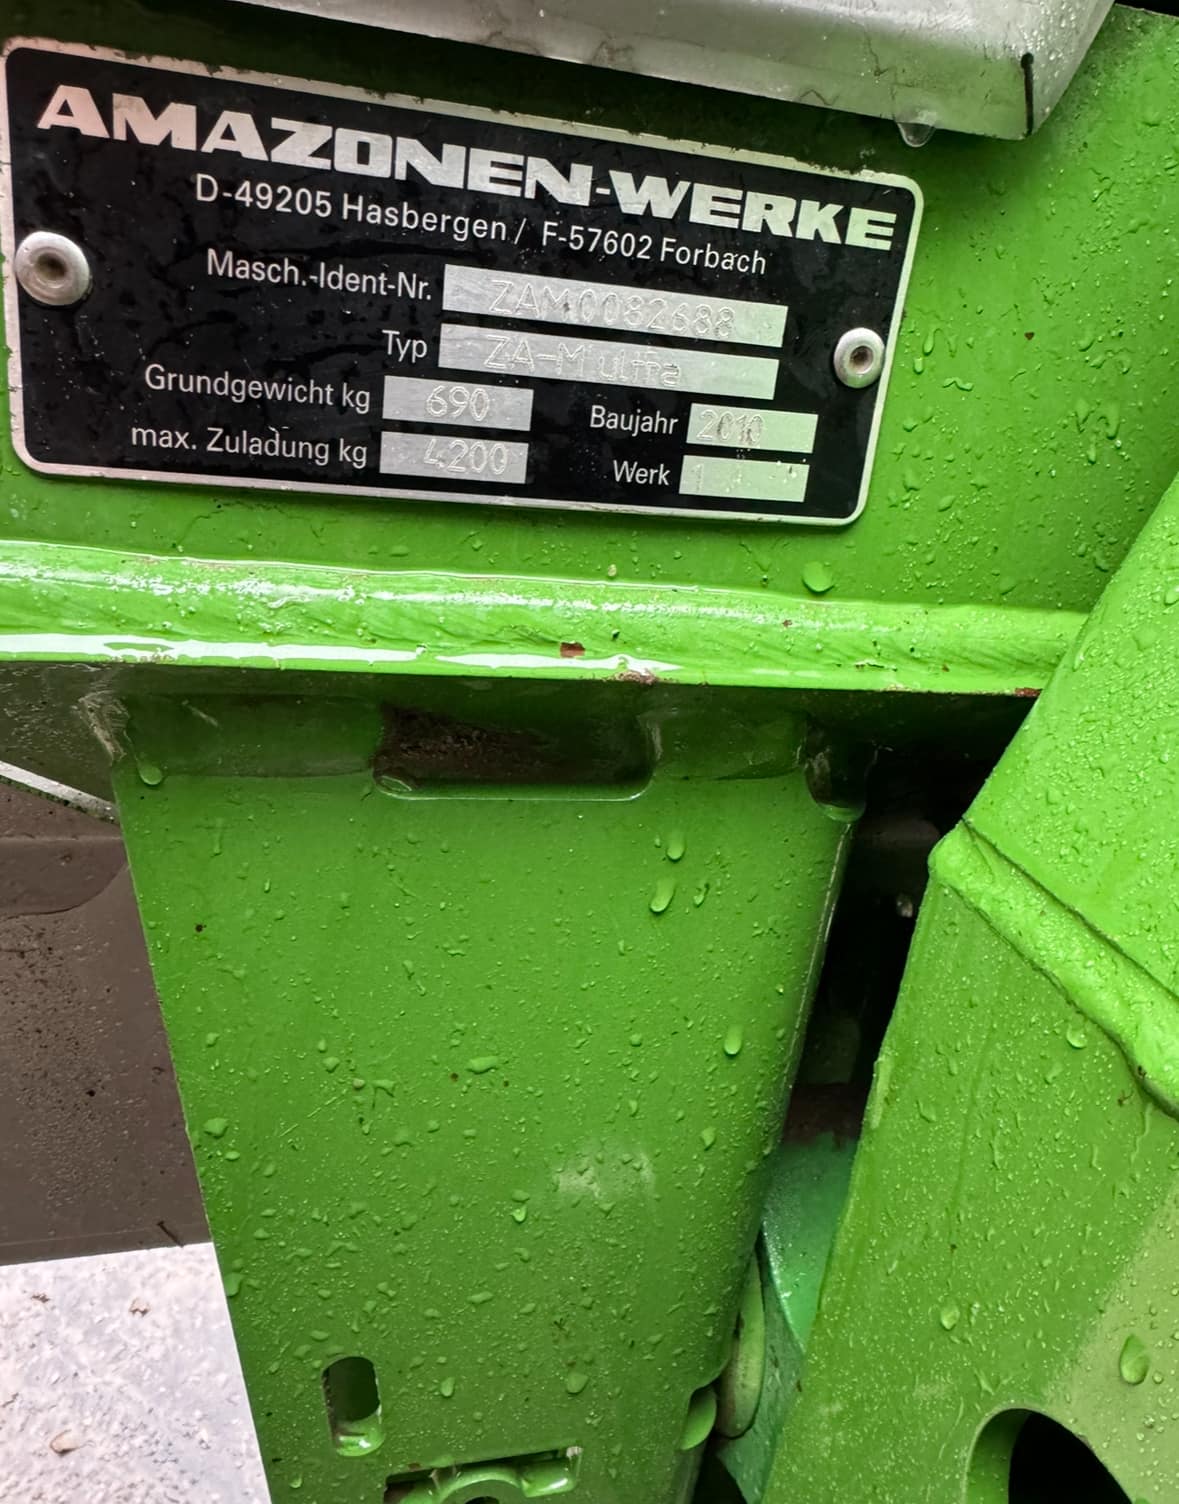 AMAZONEN-WERKE
D-49205 Hasbergen / F-57602 Forbach
Masch.-Ident-Nr. ZAM0082688
Typ ZA-M ultra
Grundgewicht kg 690 Baujahr 2010
max. Zuladung kg 4200 Werk 1